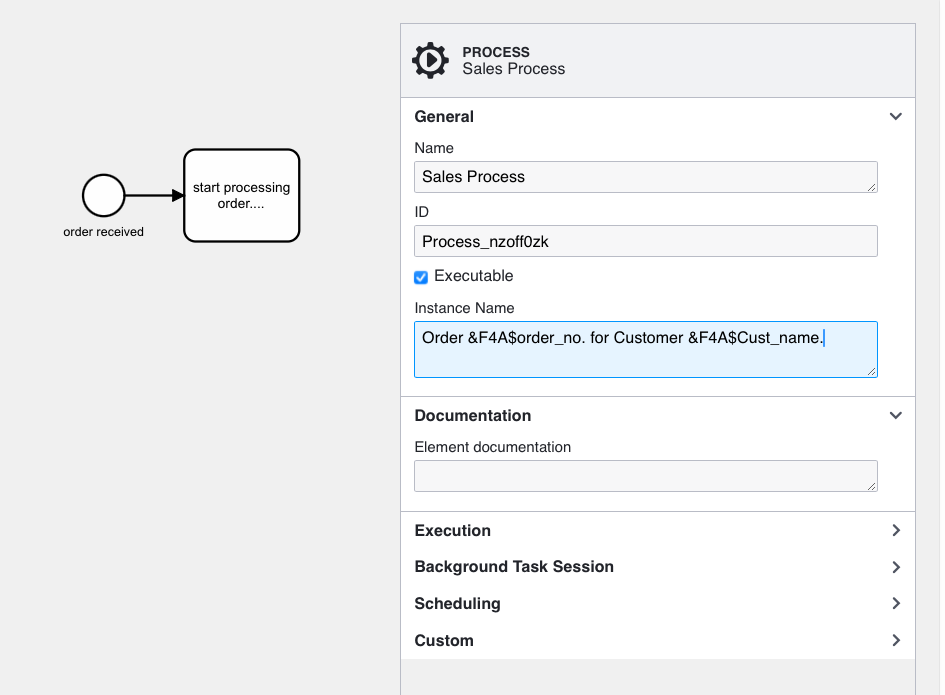 order received
start processing
order....
PROCESS
Sales Process
General
Name
Sales Process
ID
Process_nzoff0zk
Executable
Instance Name
Order &F4A$order_no. for Customer &F4A$Cust_name.
Documentation
Element documentation
Execution
Background Task Session
Scheduling
Custom